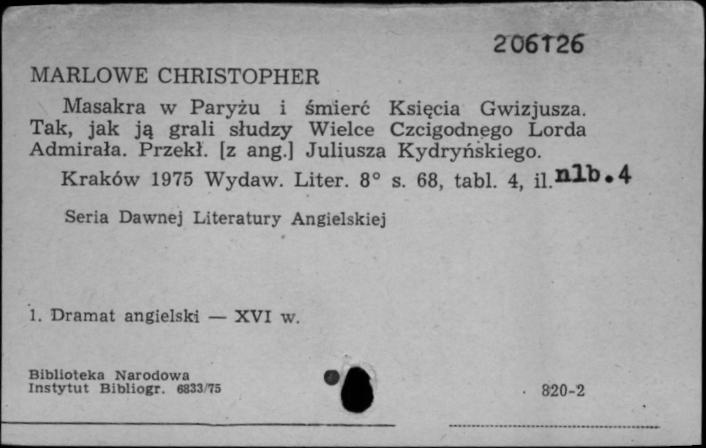 206126
MARLOWE CHRISTOPHER
Masakra w Paryżu i śmierć Księcia Gwizjusza.
Tak, jak ją grali słudzy Wielce Czcigodnego Lorda
Admirała. Przekł. [z ang.] Juliusza Kydryńskiego.
Kraków 1975 Wydaw. Liter. 8° s. 68, tabl. 4, il. nlb. 4
Seria Dawnej Literatury Angielskiej
1. Dramat angielski — XVI w.
Biblioteka Narodowa
Instytut Bibliogr. 6833/75
820-2